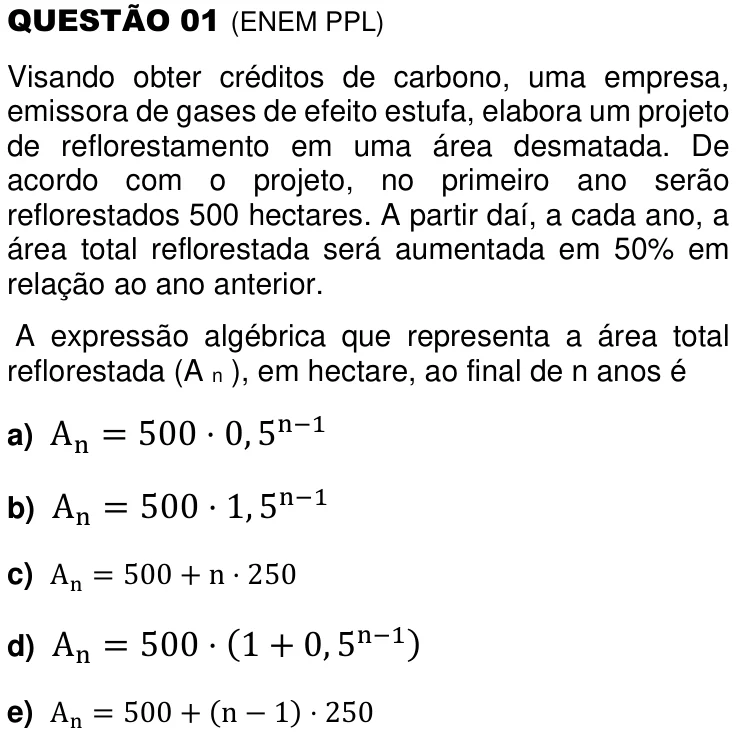 QUESTÃO 01 (ENEM PPL)
Visando obter créditos de carbono, uma empresa,
emissora de gases de efeito estufa, elabora um projeto
de reflorestamento em uma área desmatada. De
acordo com o projeto, no primeiro ano serão
reflorestados 500 hectares. A partir daí, a cada ano, a
área total reflorestada será aumentada em 50% em
relação ao ano anterior.
A expressão algébrica que representa a área total
reflorestada (A ₙ ), em hectare, ao final de n anos é
a) Aₙ = 500 · 0, 5ⁿ⁻¹
b) Aₙ = 500 · 1, 5ⁿ⁻¹
c) Aₙ = 500 + n · 250
d) Aₙ = 500 · (1 + 0, 5ⁿ⁻¹)
e) Aₙ = 500 + (n − 1) · 250